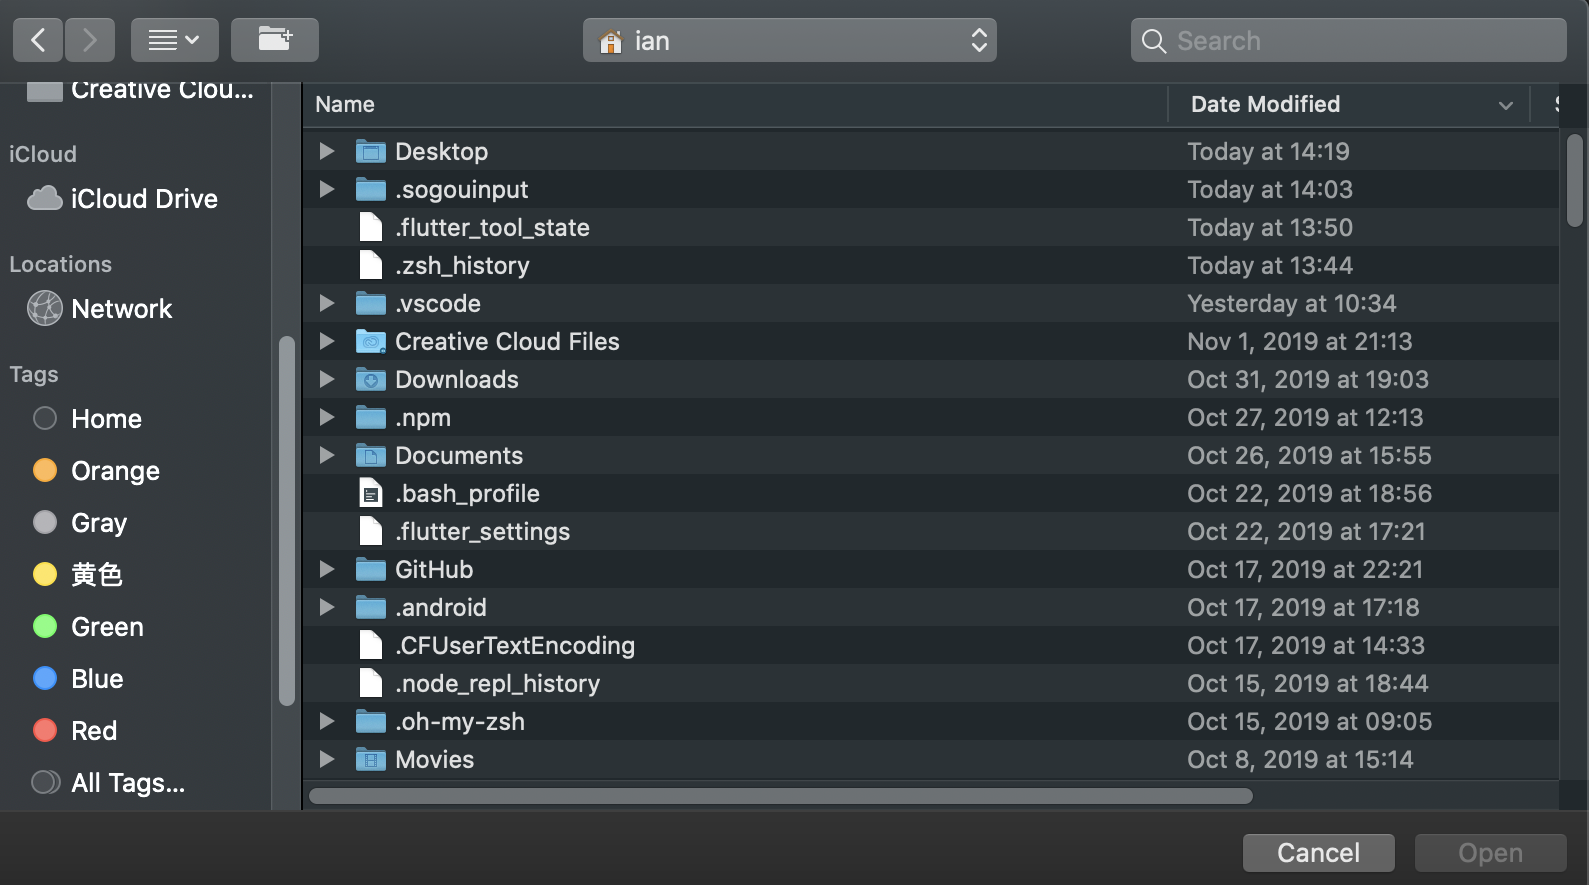 ian
Search
Creative Clou...
iCloud
iCloud Drive
Locations
Network
Tags
Home
Orange
Gray
黄色
Green
Blue
Red
All Tags...
Name Date Modified
Desktop Today at 14:19
.sogouinput Today at 14:03
.flutter_tool_state Today at 13:50
.zsh_history Today at 13:44
.vscode Yesterday at 10:34
Creative Cloud Files Nov 1, 2019 at 21:13
Downloads Oct 31, 2019 at 19:03
.npm Oct 27, 2019 at 12:13
Documents Oct 26, 2019 at 15:55
.bash_profile Oct 22, 2019 at 18:56
.flutter_settings Oct 22, 2019 at 17:21
GitHub Oct 17, 2019 at 22:21
.android Oct 17, 2019 at 17:18
.CFUserTextEncoding Oct 17, 2019 at 14:33
.node_repl_history Oct 15, 2019 at 18:44
.oh-my-zsh Oct 15, 2019 at 09:05
Movies Oct 8, 2019 at 15:14
Cancel
Open